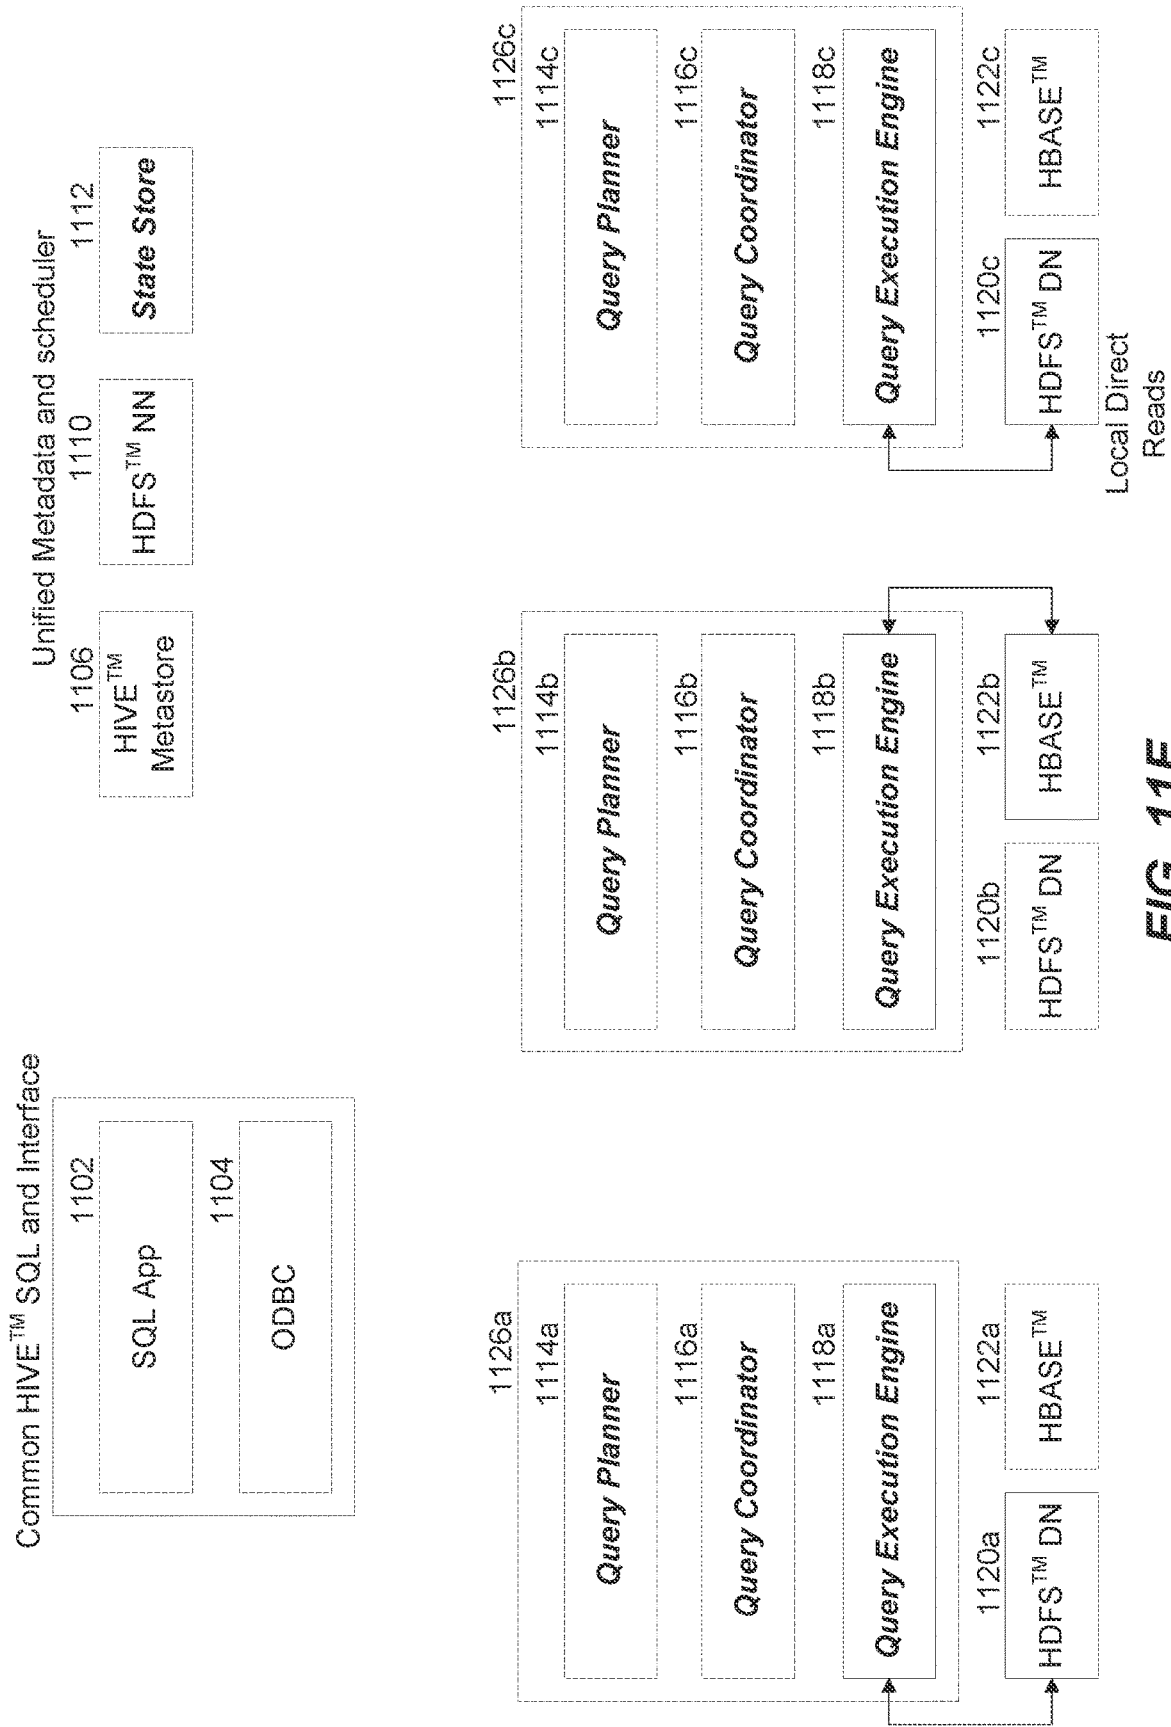 Common HIVE™ SQL and Interface
Unified Metadata and scheduler
1102
1106
1110
1112
SQL App
HIVE™
Metastore
HDFS™ NN
State Store
1104
ODBC
1126a
1126b
1126c
1114a
1114b
1114c
Query Planner
Query Planner
Query Planner
1116a
1116b
1116c
Query Coordinator
Query Coordinator
Query Coordinator
1118a
1118b
1118c
Query Execution Engine
Query Execution Engine
Query Execution Engine
1120a
1122a
1120b
1122b
1120c
1122c
HDFS™ DN
HBASE™
HDFS™ DN
HBASE™
HDFS™ DN
HBASE™
Local Direct
Reads
FIG